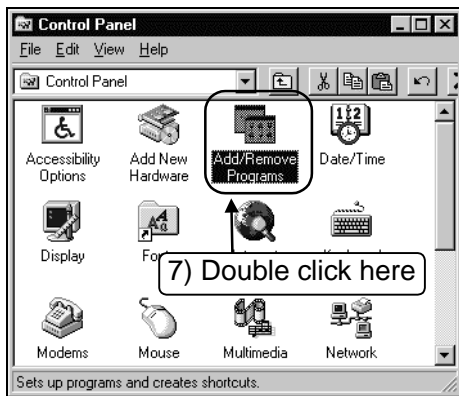 Control Panel
File Edit View Help
Control Panel
Accessibility Options
Add New Hardware
Add/Remove Programs
Date/Time
Display
7) Double click here
Modems
Mouse
Multimedia
Network
Sets up programs and creates shortcuts.